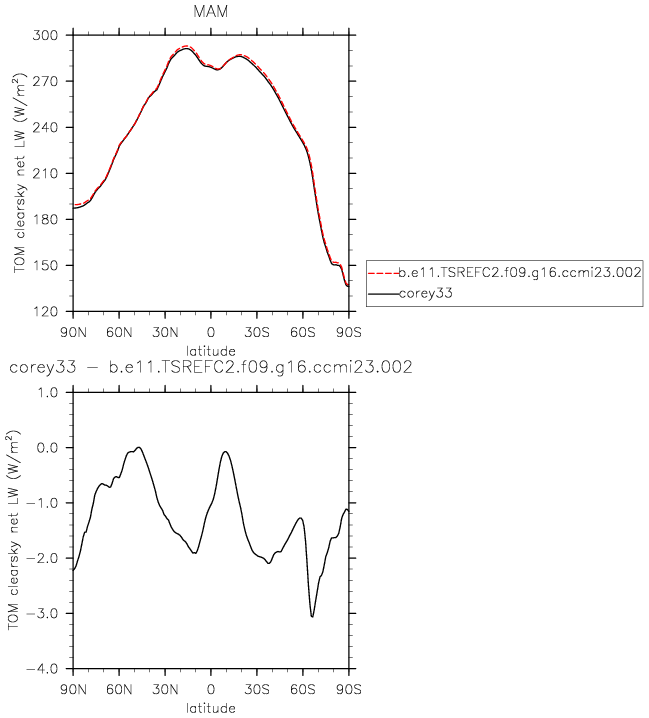 MAM
TOM clearsky net LW (W/m²)
300
270
240
210
180
150
120
90N 60N 30N 0 30S 60S 90S
latitude
b.e11.TSREFC2.f09.g16.ccmi23.002
corey33
corey33 − b.e11.TSREFC2.f09.g16.ccmi23.002
TOM clearsky net LW (W/m²)
1.0
0.0
−1.0
−2.0
−3.0
−4.0
90N 60N 30N 0 30S 60S 90S
latitude